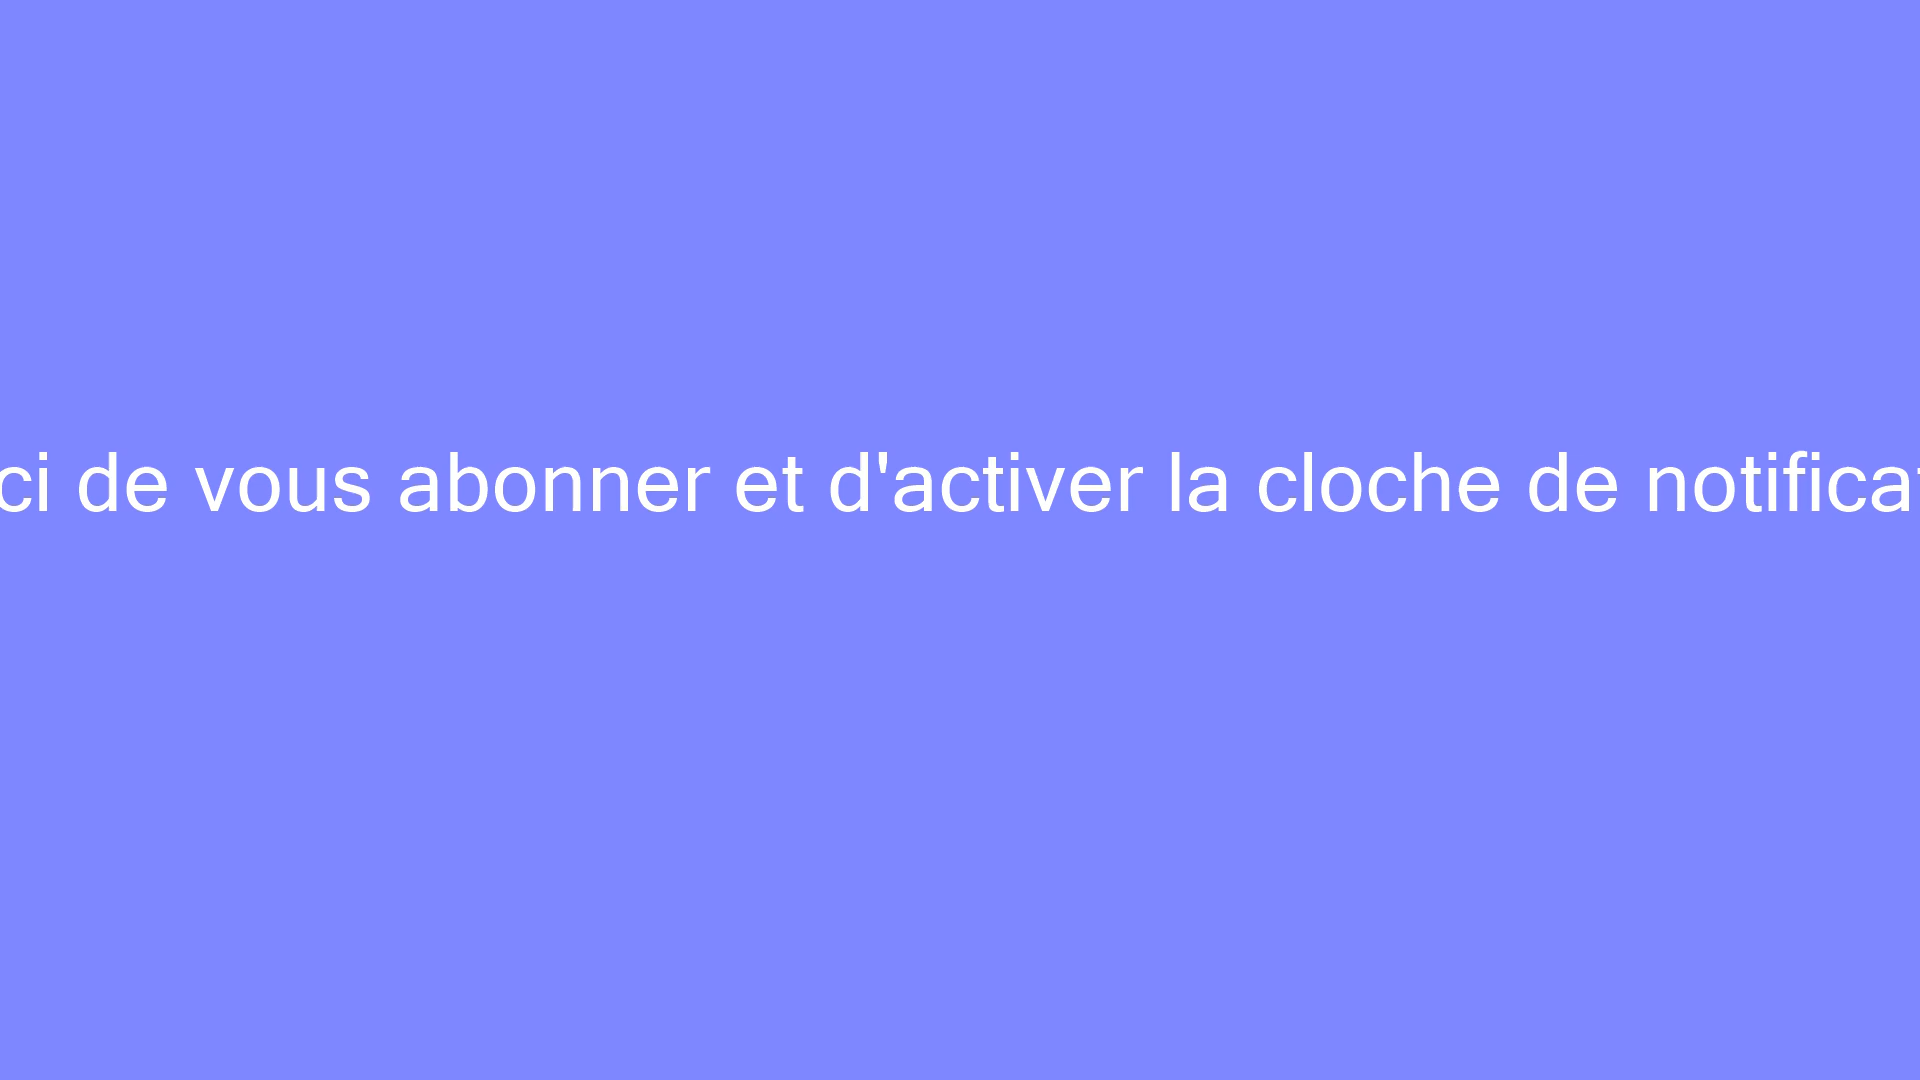 ci de vous abonner et d'activer la cloche de notificat